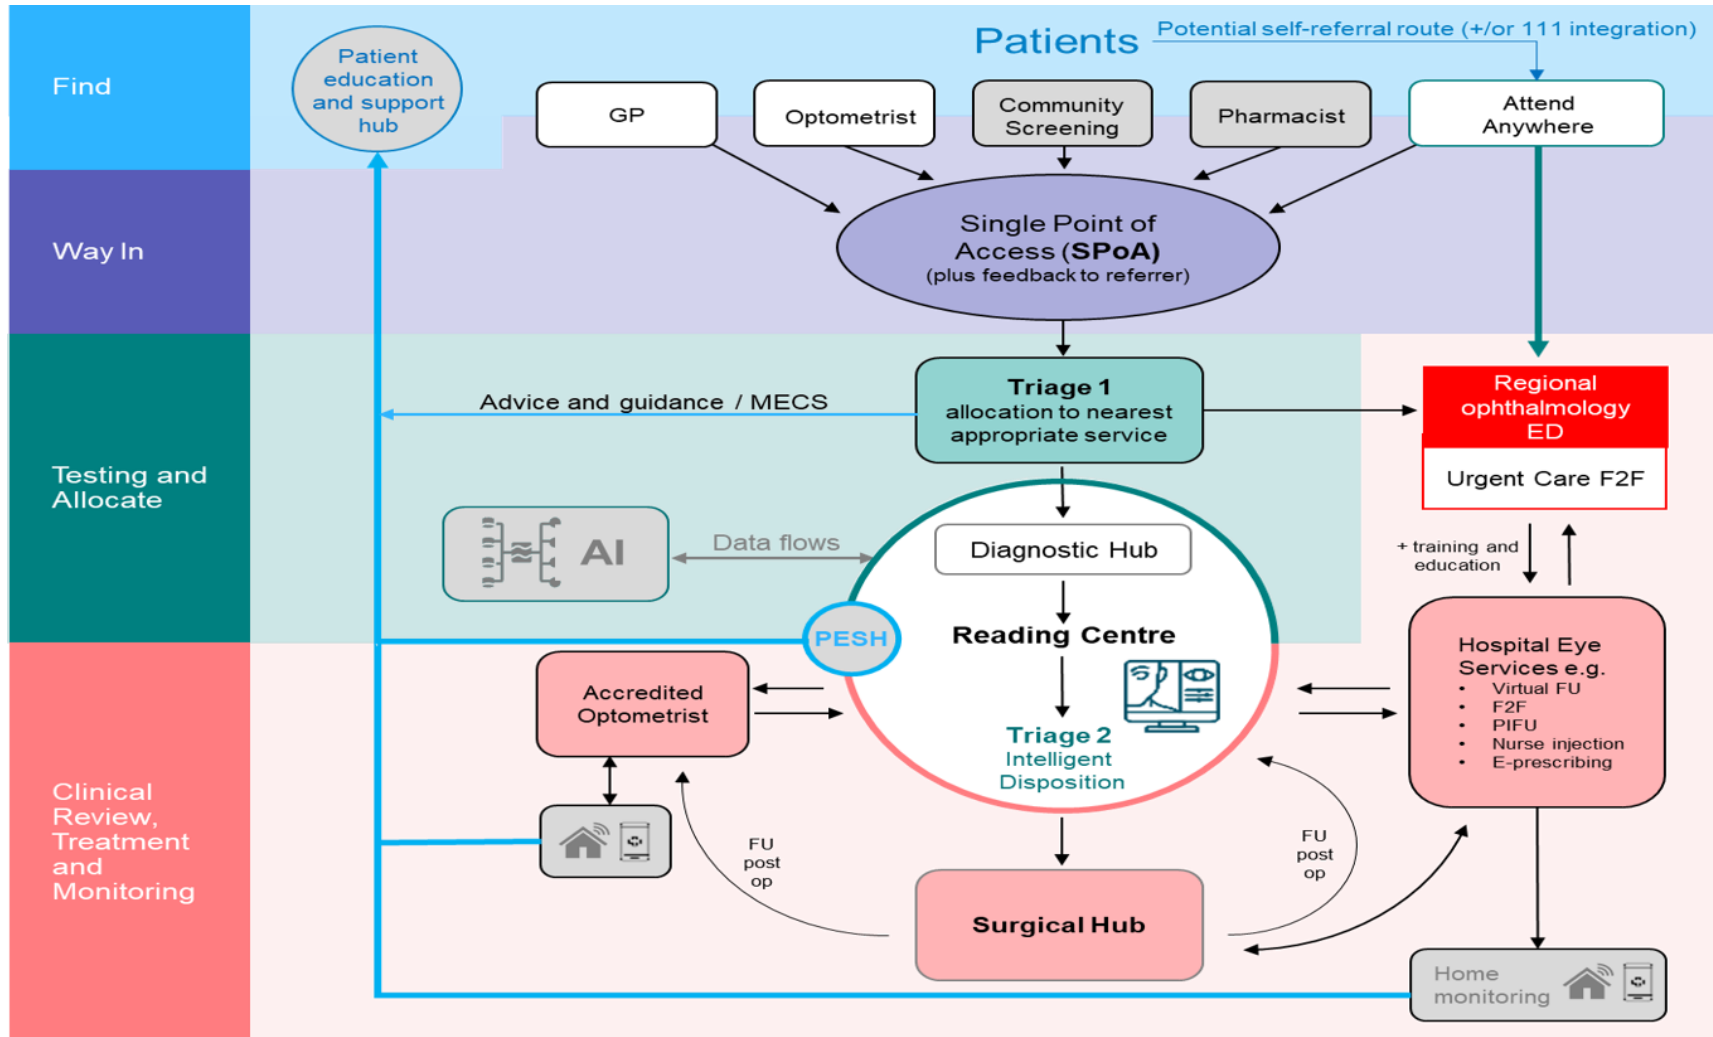 Find
Patient
education
and support
hub
Patients
Potential self-referral route (+/or 111 integration)
GP
Optometrist
Community
Screening
Pharmacist
Attend
Anywhere
Way In
Single Point of
Access (SPoA)
(plus feedback to referrer)
Testing and
Allocate
Advice and guidance / MECS
Triage 1
allocation to nearest
appropriate service
Regional
ophthalmology
ED
Urgent Care F2F
AI
Data flows
Diagnostic Hub
+ training and
education
PESH
Reading Centre
Triage 2
Intelligent
Disposition
Clinical
Review,
Treatment
and
Monitoring
Accredited
Optometrist
Hospital Eye
Services e.g.
• Virtual FU
• F2F
• PIFU
• Nurse injection
• E-prescribing
FU
post
op
FU
post
op
Surgical Hub
Home
monitoring